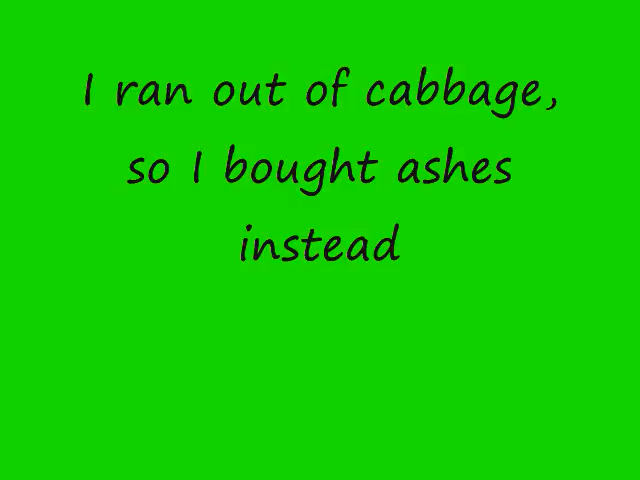 I ran out of cabbage,
so I bought ashes
instead